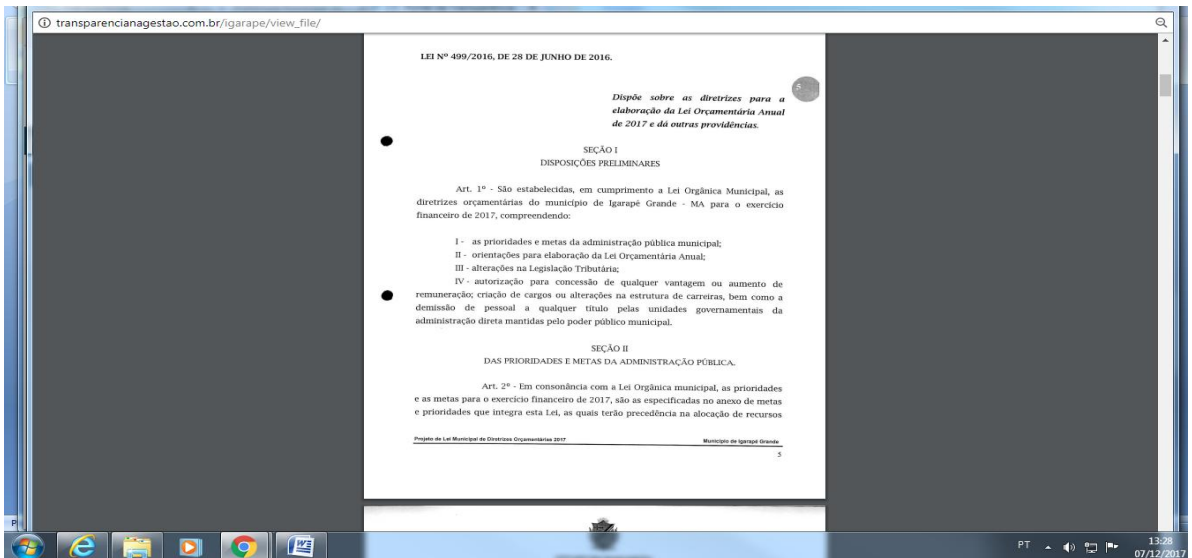 transparencianagestao.com.br/igarape/view_file/
LEI Nº 499/2016, DE 28 DE JUNHO DE 2016.
5
Dispõe sobre as diretrizes para a
elaboração da Lei Orçamentária Anual
de 2017 e dá outras providências.
SEÇÃO I
DISPOSIÇÕES PRELIMINARES
Art. 1º - São estabelecidas, em cumprimento a Lei Orgânica Municipal, as
diretrizes orçamentárias do município de Igarapé Grande - MA para o exercício
financeiro de 2017, compreendendo:
I - as prioridades e metas da administração pública municipal;
II - orientações para elaboração da Lei Orçamentária Anual;
III - alterações na Legislação Tributária;
IV - autorização para concessão de qualquer vantagem ou aumento de
remuneração; criação de cargos ou alterações na estrutura de carreiras, bem como a
demissão de pessoal a qualquer título pelas unidades governamentais da
administração direta mantidas pelo poder público municipal.
SEÇÃO II
DAS PRIORIDADES E METAS DA ADMINISTRAÇÃO PÚBLICA.
Art. 2º - Em consonância com a Lei Orgânica municipal, as prioridades
e as metas para o exercício financeiro de 2017, são as especificadas no anexo de metas
e prioridades que integra esta Lei, as quais terão precedência na alocação de recursos
Projeto de Lei Municipal de Diretrizes Orçamentárias 2017 Município de Igarapé Grande
5
PT 13:28
07/12/2017